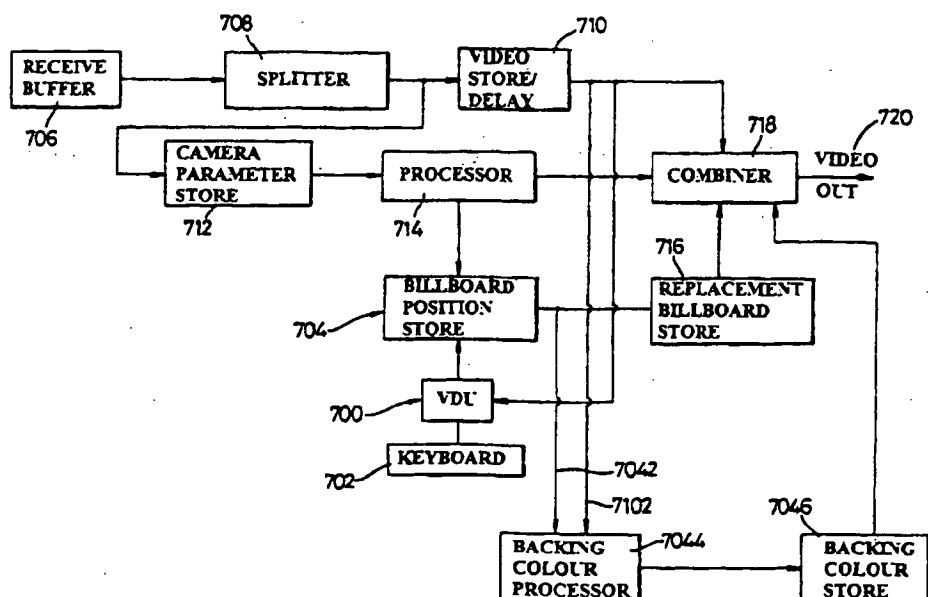 708
710
RECEIVE
BUFFER
706
SPLITTER
VIDEO
STORE/
DELAY
718
720
VIDEO
OUT
CAMERA
PARAMETER
STORE
712
PROCESSOR
714
COMBINER
716
704
BILLBOARD
POSITION
STORE
REPLACEMENT
BILLBOARD
STORE
700
VDU
702
KEYBOARD
7042
7102
7044
7046
BACKING
COLOUR
PROCESSOR
BACKING
COLOUR
STORE